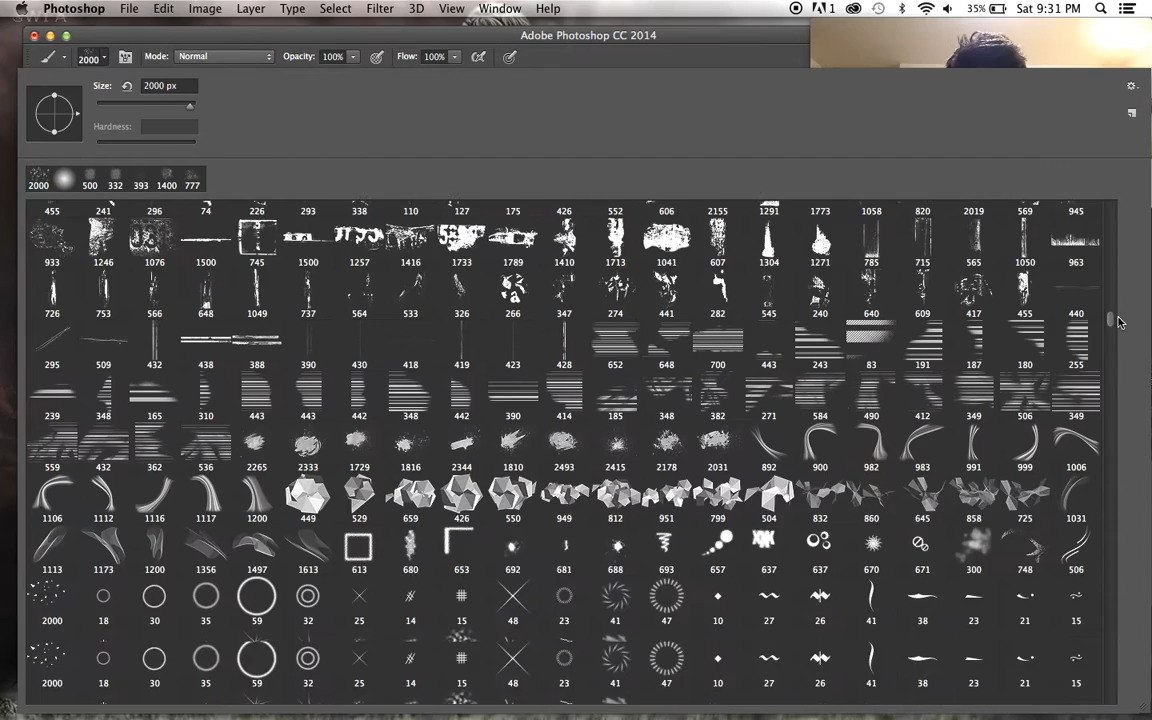 Photoshop File Edit Image Layer Type Select Filter 3D View Window Help 1 35% Sat 9:31 PM
Adobe Photoshop CC 2014
2000 Mode: Normal Opacity: 100% Flow: 100%
Size: 2000 px
Hardness:
2000 500 332 393 1400 777
455 241 296 74 226 293 338 110 127 175 426 552 606 2155 1291 1773 1058 820 2019 569 945
933 1246 1076 1500 745 1500 1257 1416 1733 1789 1410 1713 1041 607 1304 1271 785 715 565 1050 963
726 753 566 648 1049 737 564 533 326 266 347 274 441 282 545 240 640 609 417 455 440
295 509 432 439 388 390 430 418 419 423 428 652 648 700 443 243 83 191 187 180 255
239 348 165 310 443 443 442 348 442 390 414 185 348 382 271 584 490 412 349 506 349
559 432 362 536 2265 2333 1729 1816 2344 1810 2493 2415 2178 2031 892 900 982 983 991 999 1006
1106 1112 1116 1117 1200 449 529 659 426 550 949 812 951 799 504 832 860 645 858 725 1031
1113 1173 1200 1356 1497 1613 613 680 653 692 681 688 693 657 637 637 670 671 300 748 506
2000 18 30 35 59 32 25 14 15 48 23 41 47 10 27 26 41 38 23 21 15
2000 18 30 35 59 32 25 14 15 48 23 41 47 10 27 26 41 38 23 21 15